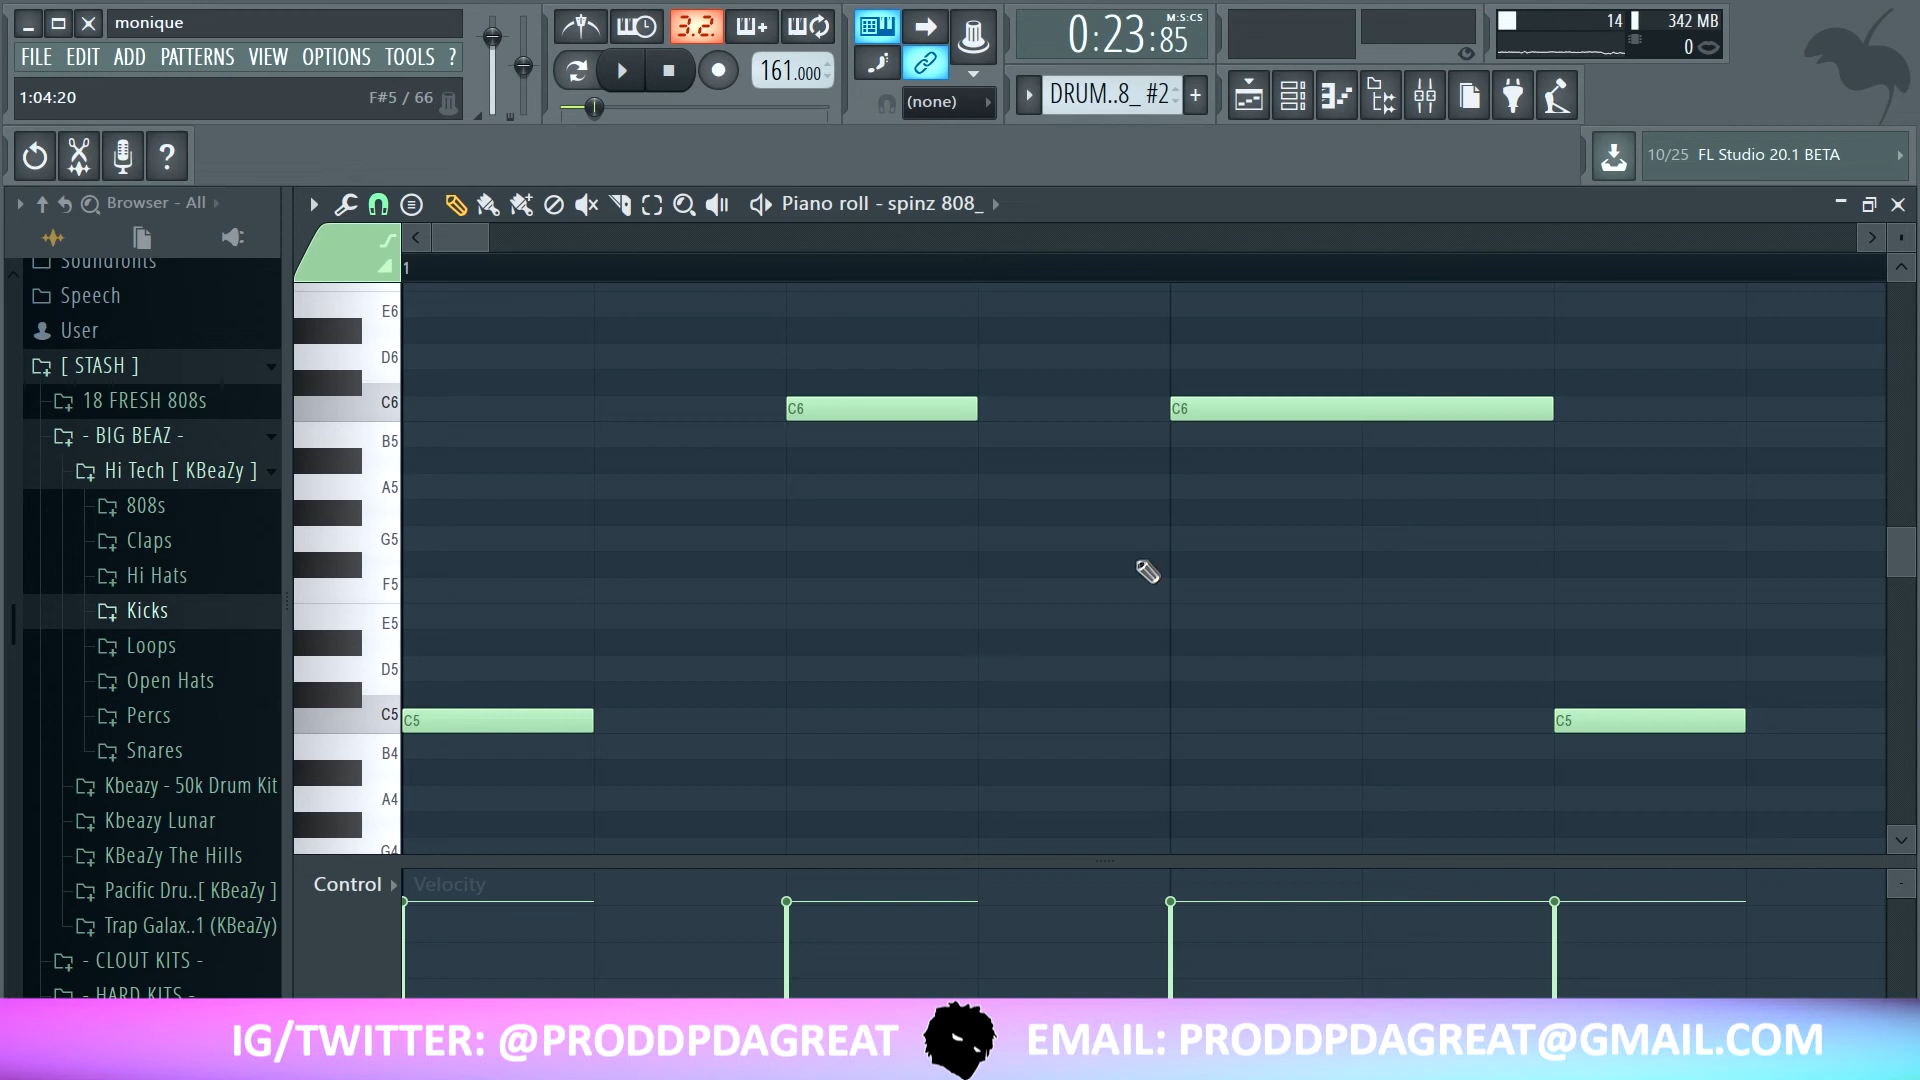 monique
FILE EDIT ADD PATTERNS VIEW OPTIONS TOOLS ?
1:04:20 F#5 / 66
3.2.
161.000
(none)
0:23:85 M:S:CS
DRUM..8_ #2
+
14 342 MB
0
?
10/25 FL Studio 20.1 BETA
Browser - All
Piano roll - spinz 808_
1
Soundfonts
Speech
User
[ STASH ]
18 FRESH 808s
- BIG BEAZ -
Hi Tech [ KBeaZy ]
808s
Claps
Hi Hats
Kicks
Loops
Open Hats
Percs
Snares
Kbeazy - 50k Drum Kit
Kbeazy Lunar
KBeaZy The Hills
Pacific Dru..[ KBeaZy ]
Trap Galax..1 (KBeaZy)
- CLOUT KITS -
- HARD KITS -
E6
D6
C6 C6 C6
B5
A5
G5
F5
E5
D5
C5 C5 C5
B4
A4
G4
Control Velocity
IG/TWITTER: @PRODDPDAGREAT EMAIL: PRODDPDAGREAT@GMAIL.COM